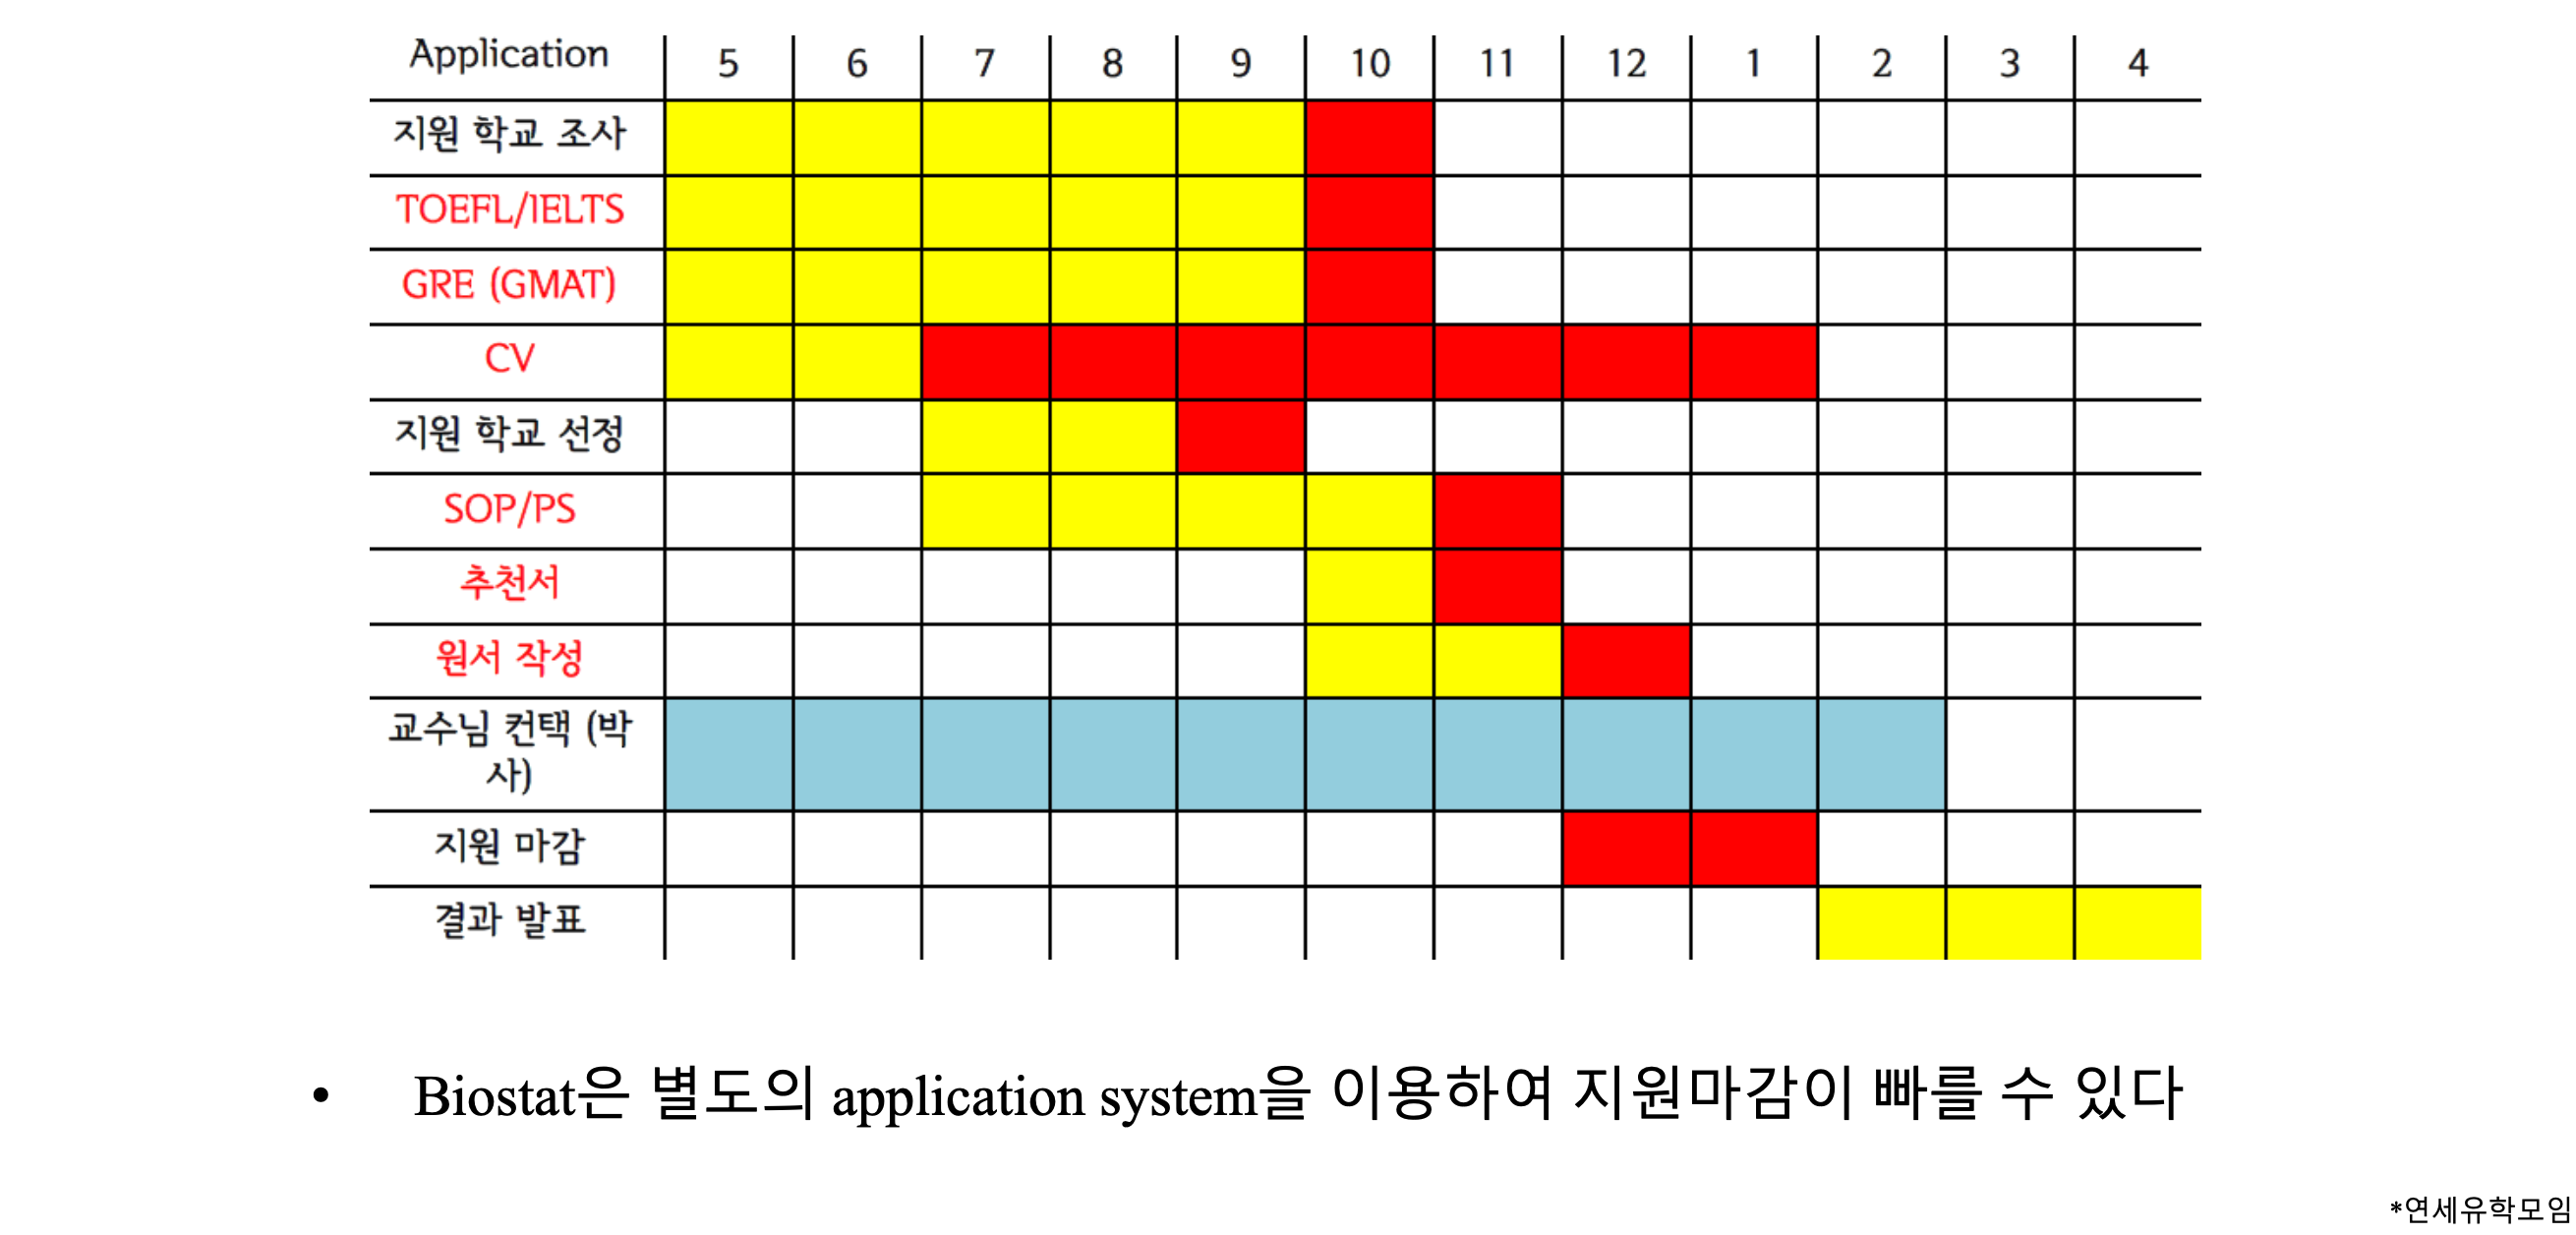 Application 5 6 7 8 9 10 11 12 1 2 3 4
지원 학교 조사
TOEFL/IELTS
GRE (GMAT)
CV
지원 학교 선정
SOP/PS
추천서
원서 작성
교수님 컨택 (박
사)
지원 마감
결과 발표
• Biostat은 별도의 application system을 이용하여 지원마감이 빠를 수 있다
*연세유학모임